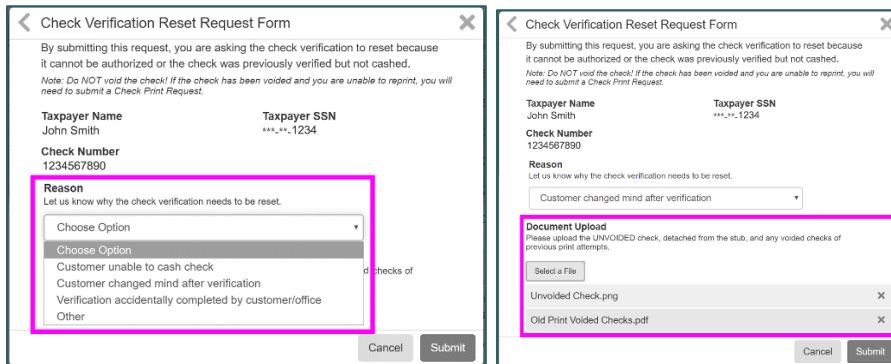 Check Verification Reset Request Form
By submitting this request, you are asking the check verification to reset because
it cannot be authorized or the check was previously verified but not cashed.
Note: Do NOT void the check! If the check has been voided and you are unable to reprint, you will
need to submit a Check Print Request.
Taxpayer Name Taxpayer SSN
John Smith ***-**-1234
Check Number
1234567890
Reason
Let us know why the check verification needs to be reset.
Choose Option
Choose Option
Customer unable to cash check
Customer changed mind after verification
Verification accidentally completed by customer/office
Other
d checks of
Cancel Submit
Check Verification Reset Request Form
By submitting this request, you are asking the check verification to reset because
it cannot be authorized or the check was previously verified but not cashed.
Note: Do NOT void the check! If the check has been voided and you are unable to reprint, you will
need to submit a Check Print Request.
Taxpayer Name Taxpayer SSN
John Smith ***-**-1234
Check Number
1234567890
Reason
Let us know why the check verification needs to be reset.
Customer changed mind after verification
Document Upload
Please upload the UNVOIDED check, detached from the stub, and any voided checks of
previous print attempts.
Select a File
Unvoided Check.png
Old Print Voided Checks.pdf
Cancel Submit